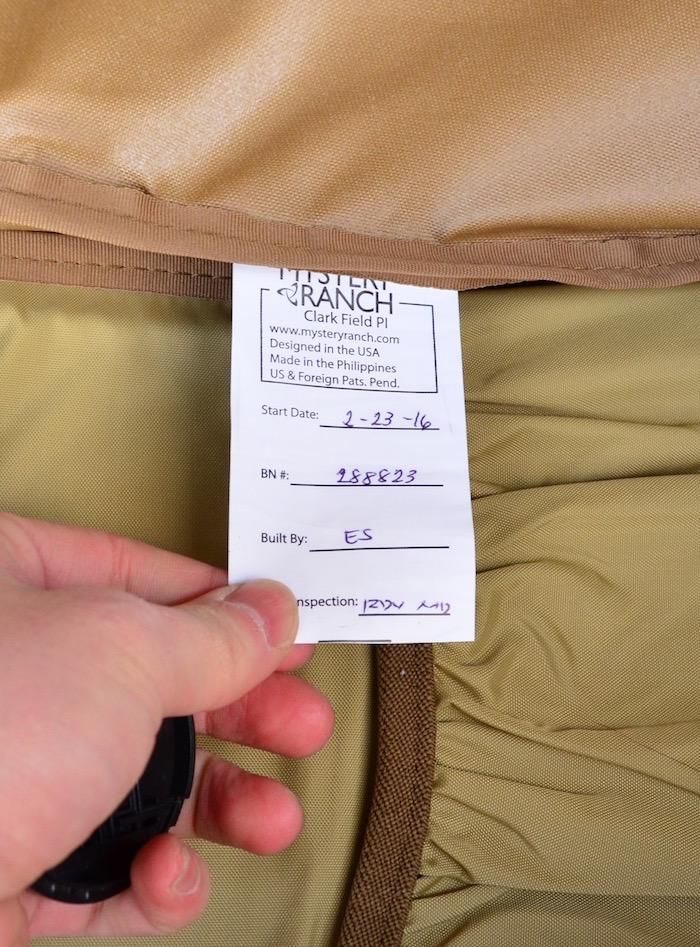 MYSTERY
RANCH
Clark Field PI
www.mysteryranch.com
Designed in the USA
Made in the Philippines
US & Foreign Pats. Pend.
Start Date: 2-23-16
BN #: 288823
Built By: ES
nspection: